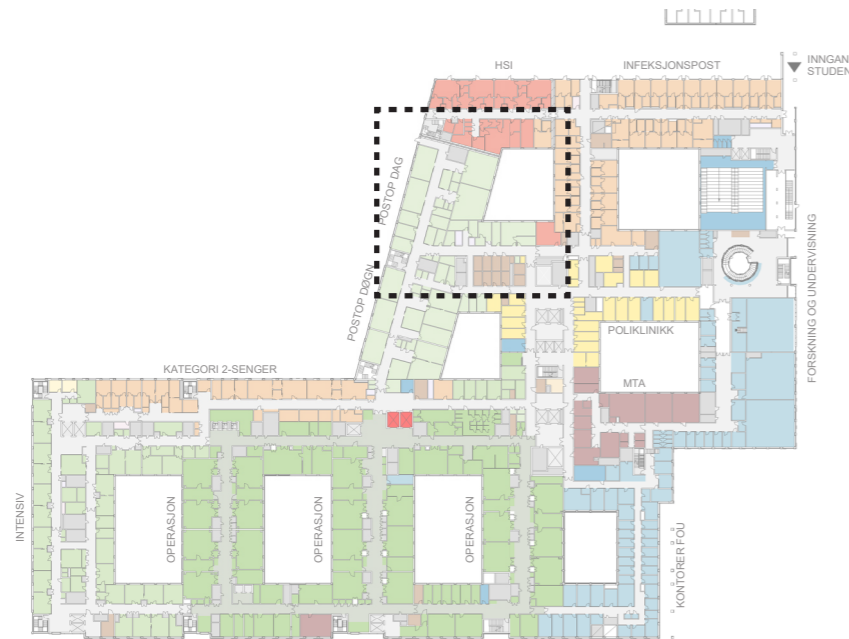 HSI
INFEKSJONSPOST
INNGAN
STUDEN
POSTOP DAG
POSTOP DØGN
FORSKNING OG UNDERVISNING
POLIKLINIKK
MTA
KATEGORI 2-SENGER
INTENSIV
OPERASJON
OPERASJON
OPERASJON
KONTORER FOU